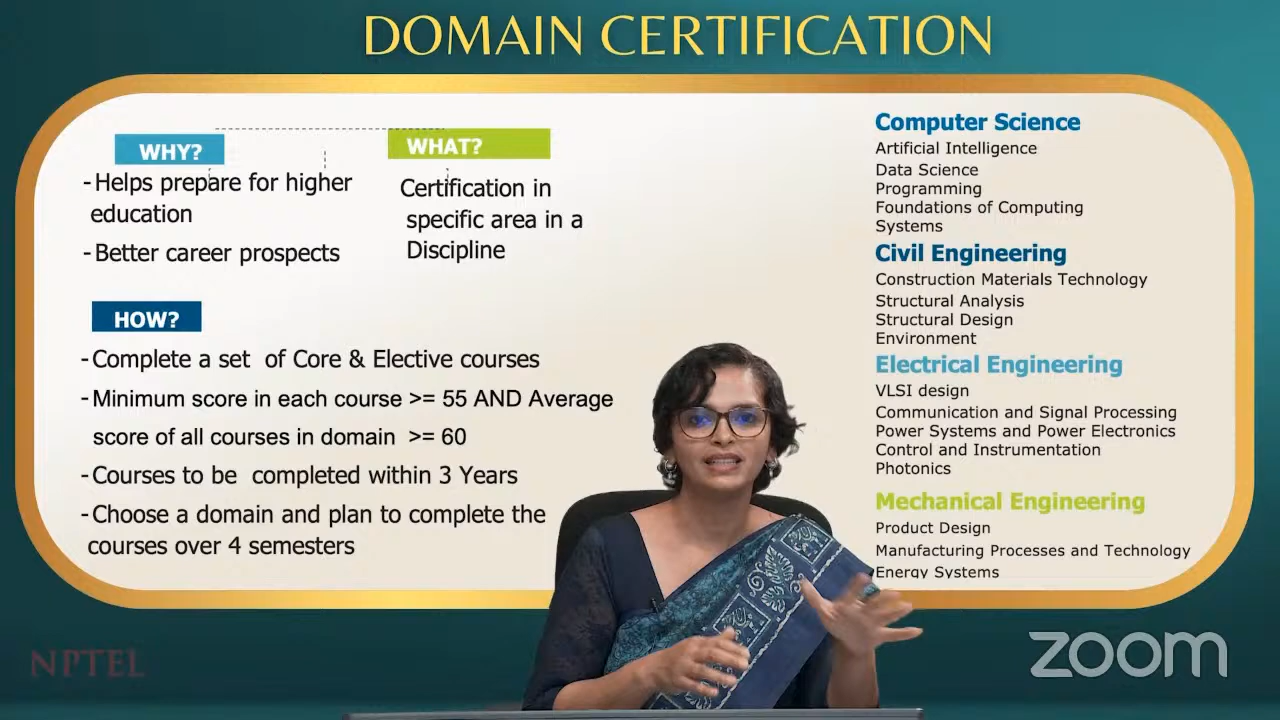 DOMAIN CERTIFICATION
WHY?
-Helps prepare for higher
education
-Better career prospects
WHAT?
Certification in
specific area in a
Discipline
HOW?
-Complete a set of Core & Elective courses
-Minimum score in each course >= 55 AND Average
score of all courses in domain >= 60
-Courses to be completed within 3 Years
-Choose a domain and plan to complete the
courses over 4 semesters
Computer Science
Artificial Intelligence
Data Science
Programming
Foundations of Computing
Systems
Civil Engineering
Construction Materials Technology
Structural Analysis
Structural Design
Environment
Electrical Engineering
VLSI design
Communication and Signal Processing
Power Systems and Power Electronics
Control and Instrumentation
Photonics
Mechanical Engineering
Product Design
Manufacturing Processes and Technology
Energy Systems
NPTEL
zoom